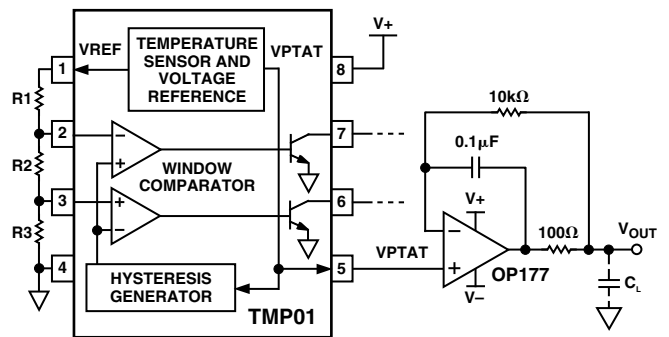 VREF
TEMPERATURE
SENSOR AND
VOLTAGE
REFERENCE
VPTAT
V+
1
8
R1
10kΩ
2
7
0.1μF
R2
WINDOW
COMPARATOR
3
6
R3
V+
100Ω
VOUT
VPTAT
4
HYSTERESIS
GENERATOR
5
OP177
V–
CL
TMP01
–
+
+
–
–
+